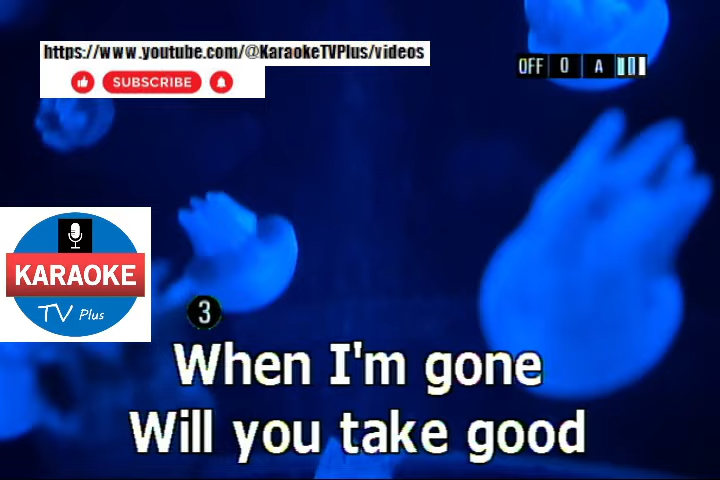 https://www.youtube.com/@KaraokeTVPlus/videos
SUBSCRIBE
OFF 0 A
KARAOKE
TV Plus
3
When I'm gone
Will you take good